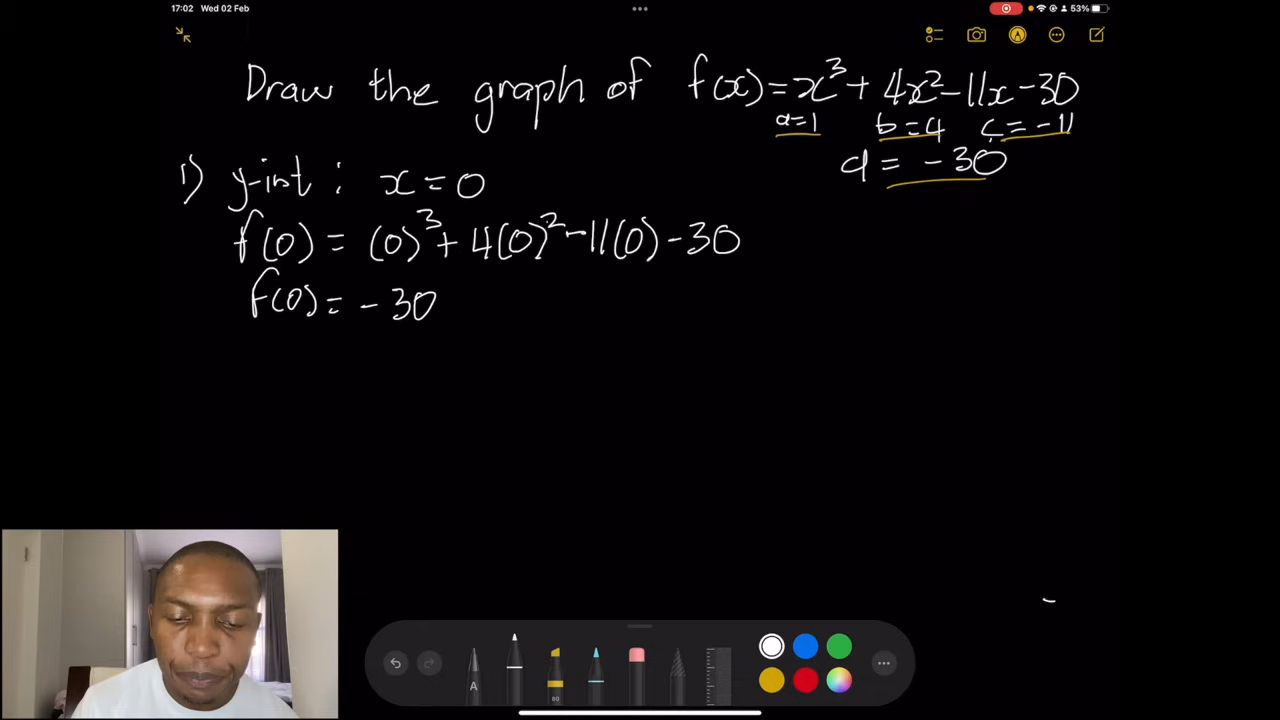 17:02 Wed 02 Feb
53%
Draw the graph of f(x)=x³+4x²-11x-30
a=1 b=4 c=-11
d=-30
1) y-int: x=0
f(0)=(0)³+4(0)²-11(0)-30
f(0)=-30
A
80